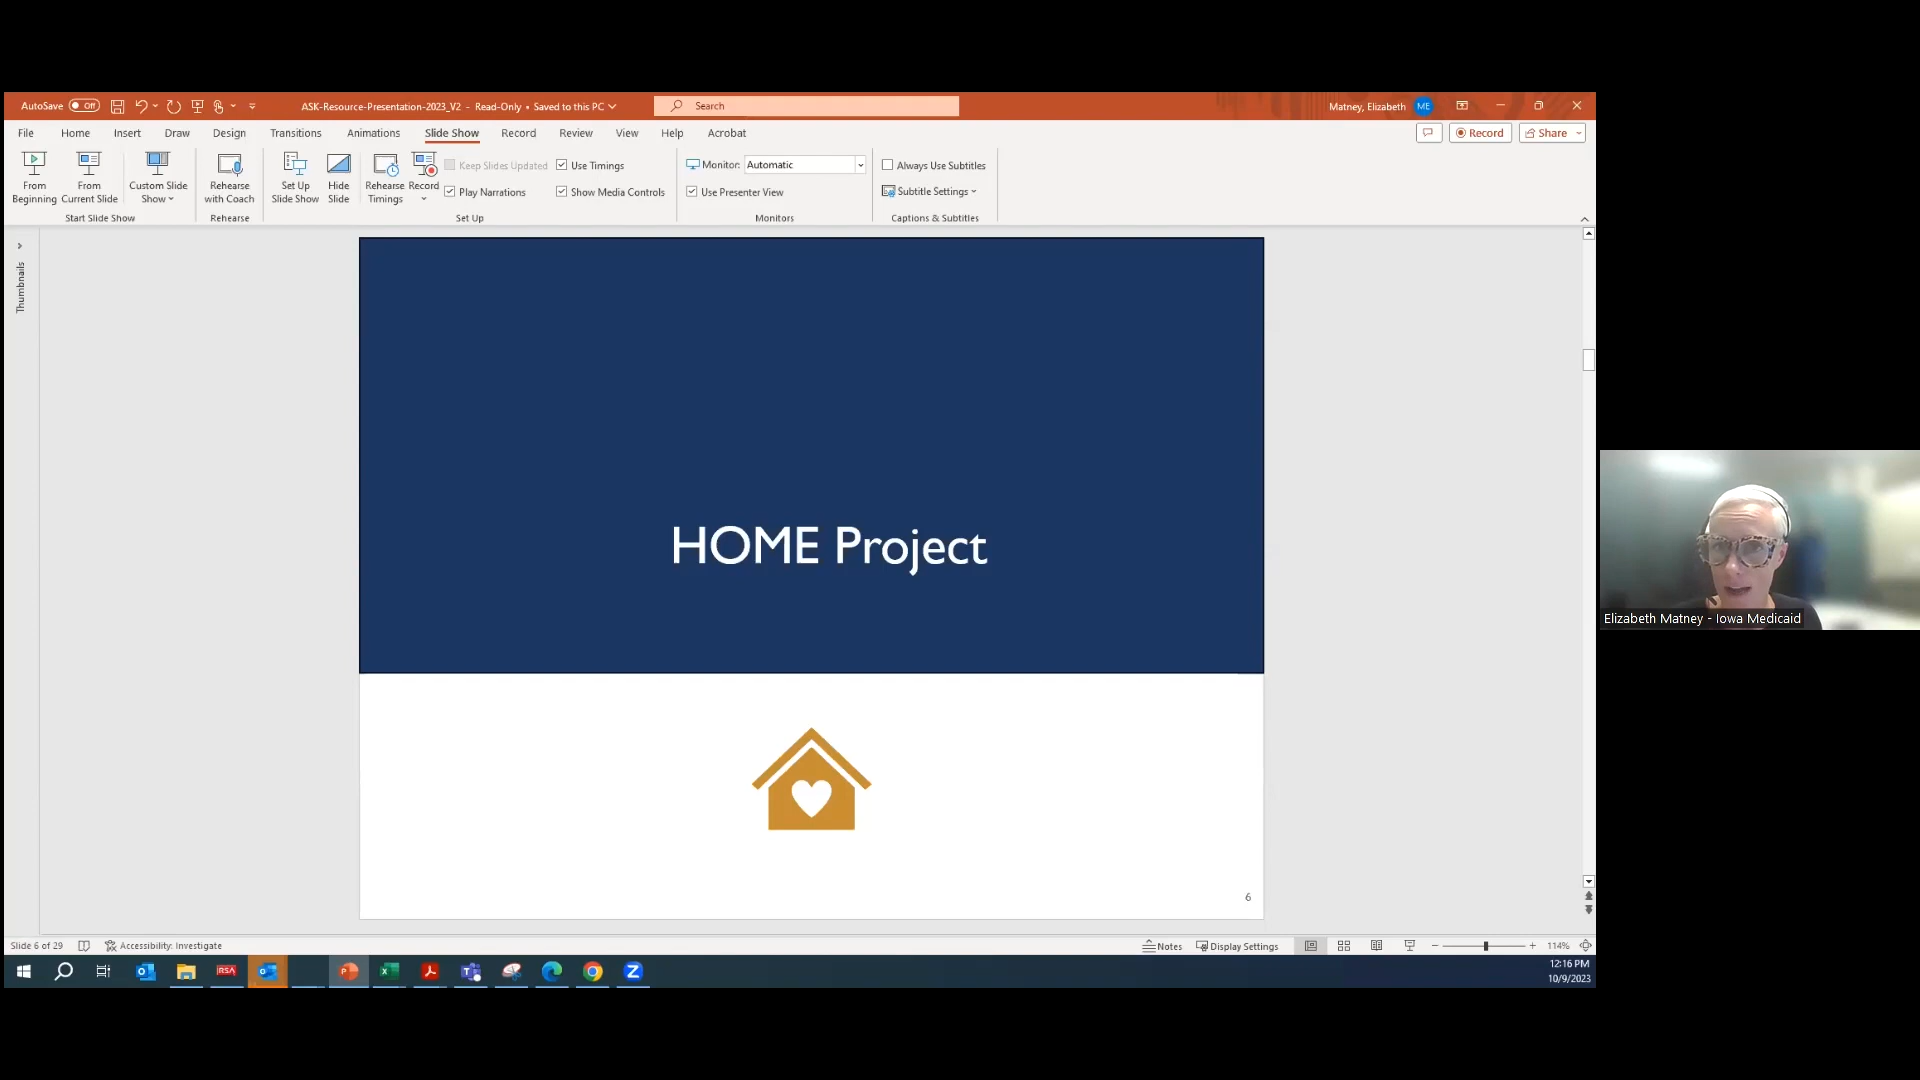 AutoSave Off ASK-Resource-Presentation-2023_V2 - Read-Only • Saved to this PC Search Matney, Elizabeth ME
File Home Insert Draw Design Transitions Animations Slide Show Record Review View Help Acrobat Record Share
From Beginning
From Current Slide
Custom Slide Show
Start Slide Show
Rehearse with Coach
Rehearse
Set Up Slide Show
Hide Slide
Rehearse Timings
Record
Keep Slides Updated
Play Narrations
Use Timings
Show Media Controls
Set Up
Monitor: Automatic
Use Presenter View
Monitors
Always Use Subtitles
Subtitle Settings
Captions & Subtitles
Thumbnails
HOME Project
6
Elizabeth Matney - Iowa Medicaid
Slide 6 of 29 Accessibility: Investigate Notes Display Settings 114%
RSA
12:16 PM
10/9/2023